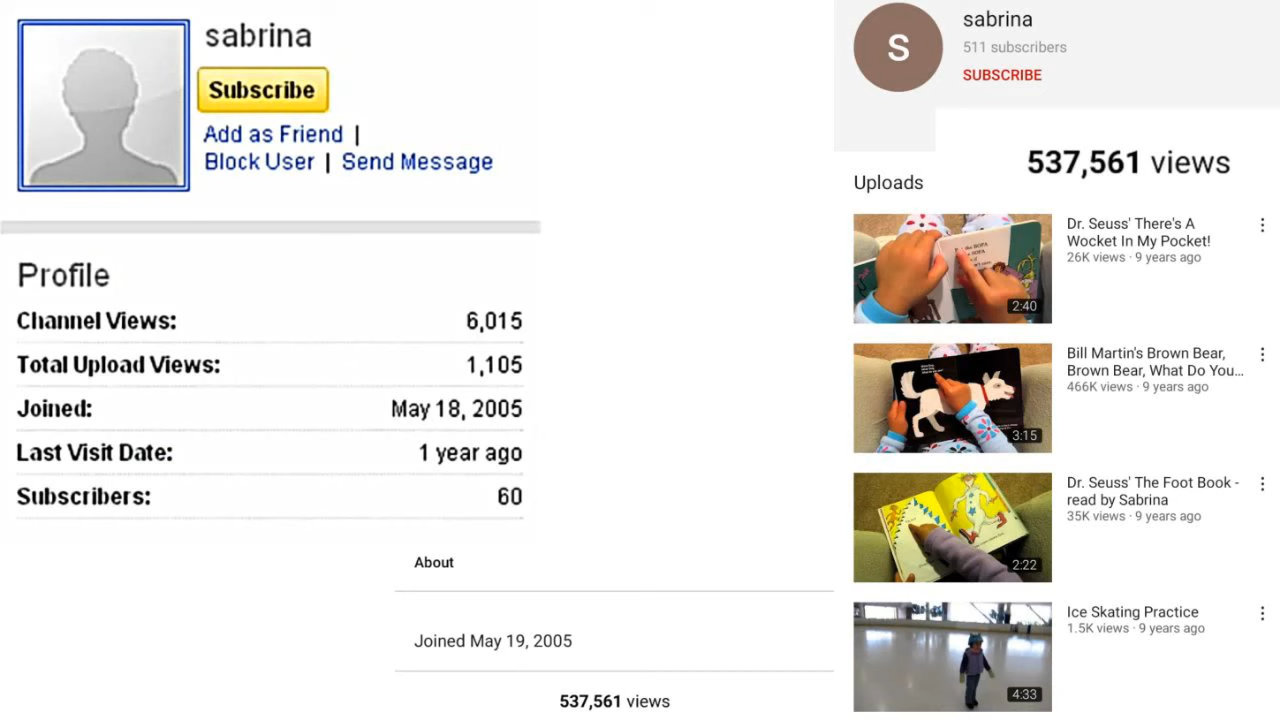 sabrina
Subscribe
Add as Friend |
Block User | Send Message
Profile
Channel Views: 6,015
Total Upload Views: 1,105
Joined: May 18, 2005
Last Visit Date: 1 year ago
Subscribers: 60
About
Joined May 19, 2005
537,561 views
S
sabrina
511 subscribers
SUBSCRIBE
537,561 views
Uploads
2:40
Dr. Seuss' There's A
Wocket In My Pocket!
26K views · 9 years ago
3:15
Bill Martin's Brown Bear,
Brown Bear, What Do You...
466K views · 9 years ago
2:22
Dr. Seuss' The Foot Book -
read by Sabrina
35K views · 9 years ago
4:33
Ice Skating Practice
1.5K views · 9 years ago